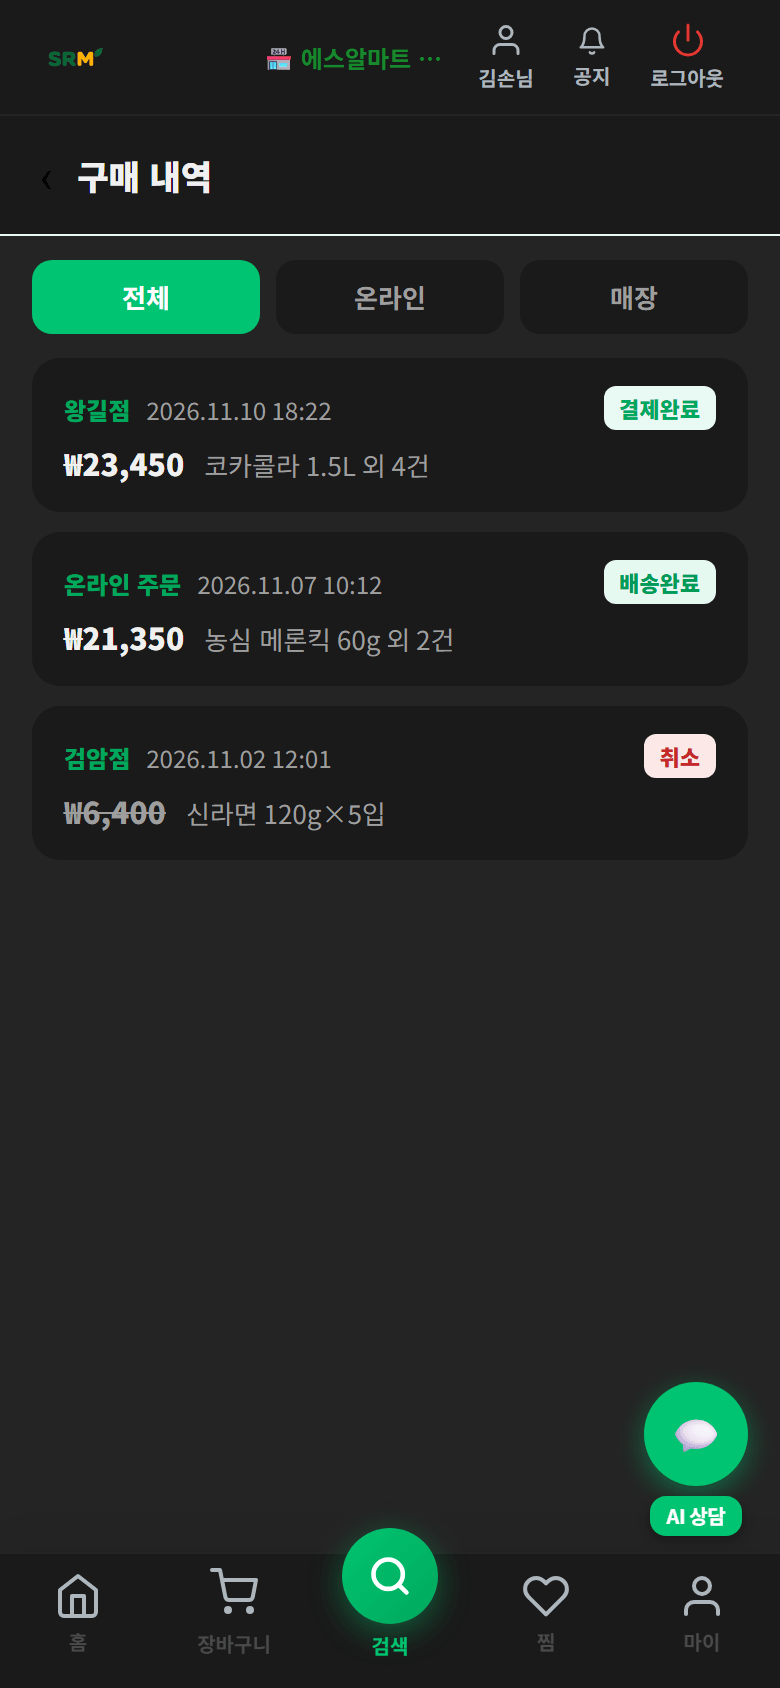 SRM
24H
에스알마트 ···
김손님
공지
로그아웃
‹ 구매 내역
전체
온라인
매장
왕길점 2026.11.10 18:22
결제완료
₩23,450 코카콜라 1.5L 외 4건
온라인 주문 2026.11.07 10:12
배송완료
₩21,350 농심 메론킥 60g 외 2건
검암점 2026.11.02 12:01
취소
₩6,400 신라면 120g×5입
AI 상담
홈
장바구니
검색
찜
마이